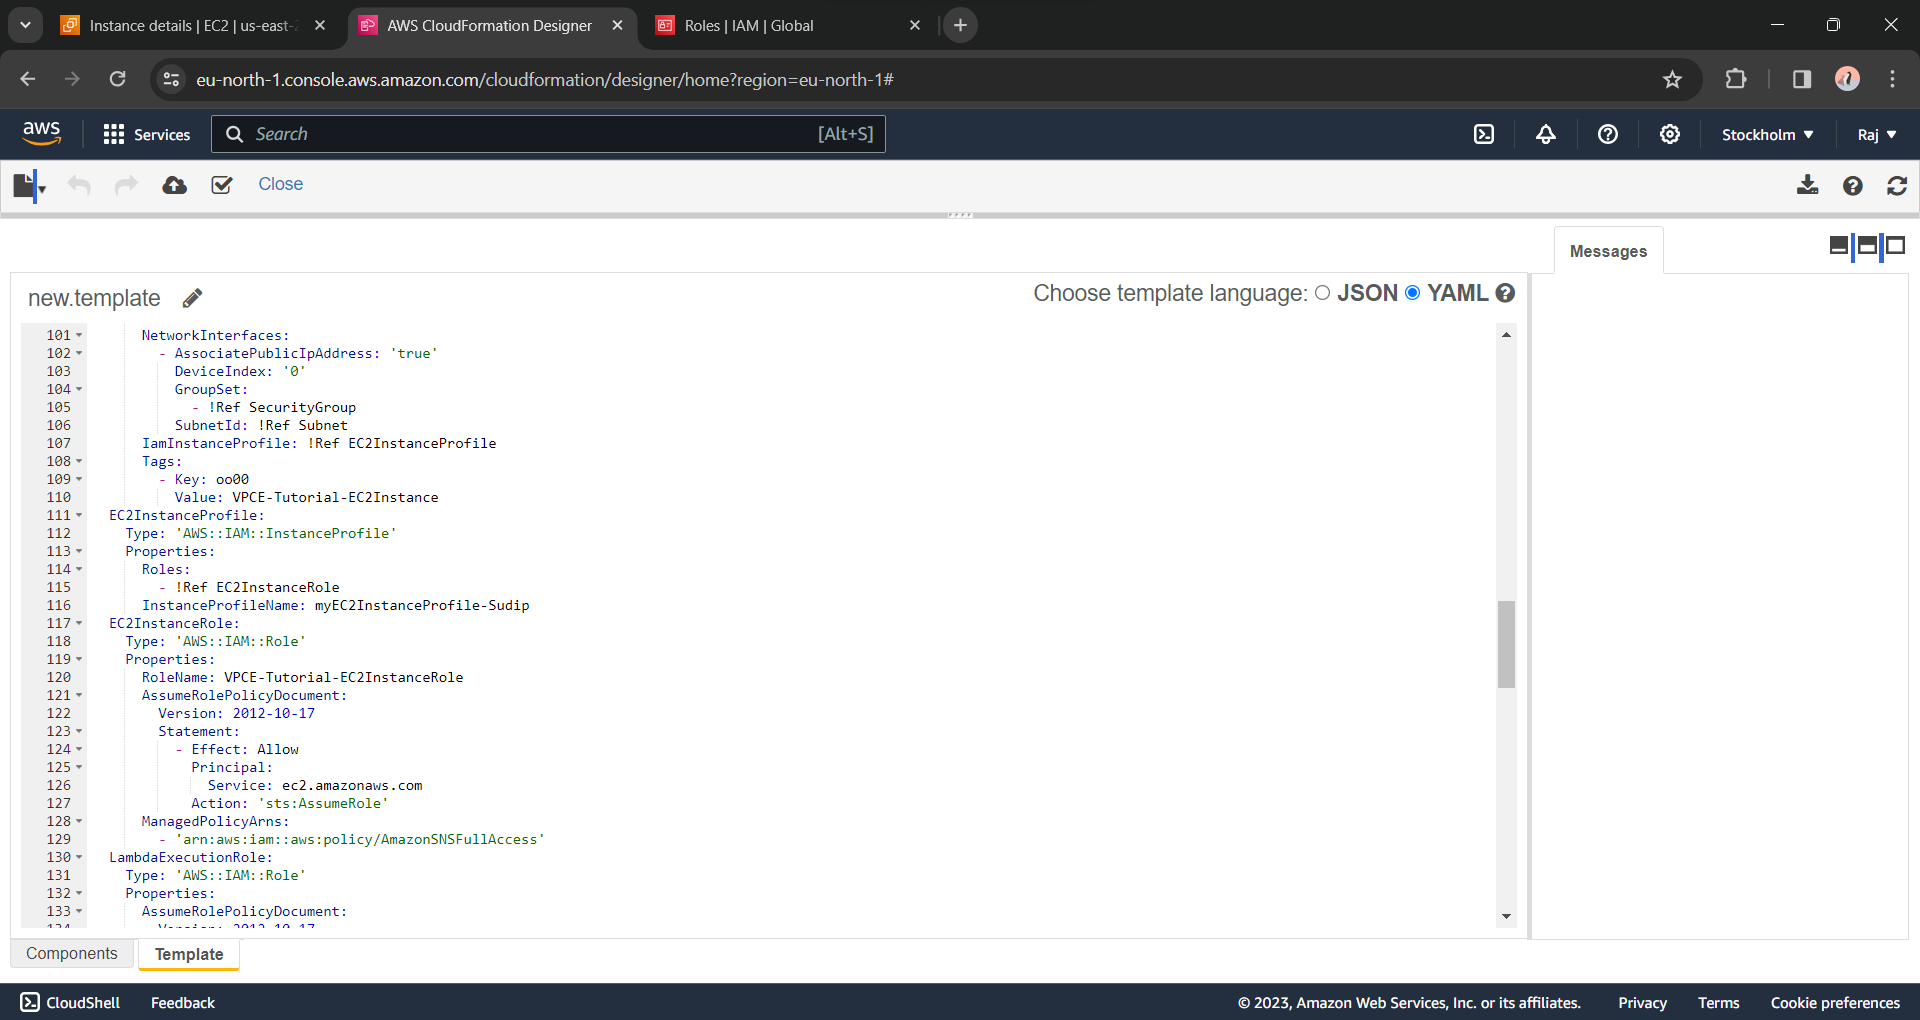 Instance details | EC2 | us-east-2
AWS CloudFormation Designer
Roles | IAM | Global
eu-north-1.console.aws.amazon.com/cloudformation/designer/home?region=eu-north-1#
aws
Services
Search
[Alt+S]
Stockholm
Raj
Close
Messages
new.template
Choose template language: JSON YAML
101 NetworkInterfaces:
102 - AssociatePublicIpAddress: 'true'
103 DeviceIndex: '0'
104 GroupSet:
105 - !Ref SecurityGroup
106 SubnetId: !Ref Subnet
107 IamInstanceProfile: !Ref EC2InstanceProfile
108 Tags:
109 - Key: oo00
110 Value: VPCE-Tutorial-EC2Instance
111 EC2InstanceProfile:
112 Type: 'AWS::IAM::InstanceProfile'
113 Properties:
114 Roles:
115 - !Ref EC2InstanceRole
116 InstanceProfileName: myEC2InstanceProfile-Sudip
117 EC2InstanceRole:
118 Type: 'AWS::IAM::Role'
119 Properties:
120 RoleName: VPCE-Tutorial-EC2InstanceRole
121 AssumeRolePolicyDocument:
122 Version: 2012-10-17
123 Statement:
124 - Effect: Allow
125 Principal:
126 Service: ec2.amazonaws.com
127 Action: 'sts:AssumeRole'
128 ManagedPolicyArns:
129 - 'arn:aws:iam::aws:policy/AmazonSNSFullAccess'
130 LambdaExecutionRole:
131 Type: 'AWS::IAM::Role'
132 Properties:
133 AssumeRolePolicyDocument:
134 Version: 2012-10-17
Components
Template
CloudShell
Feedback
© 2023, Amazon Web Services, Inc. or its affiliates.
Privacy
Terms
Cookie preferences